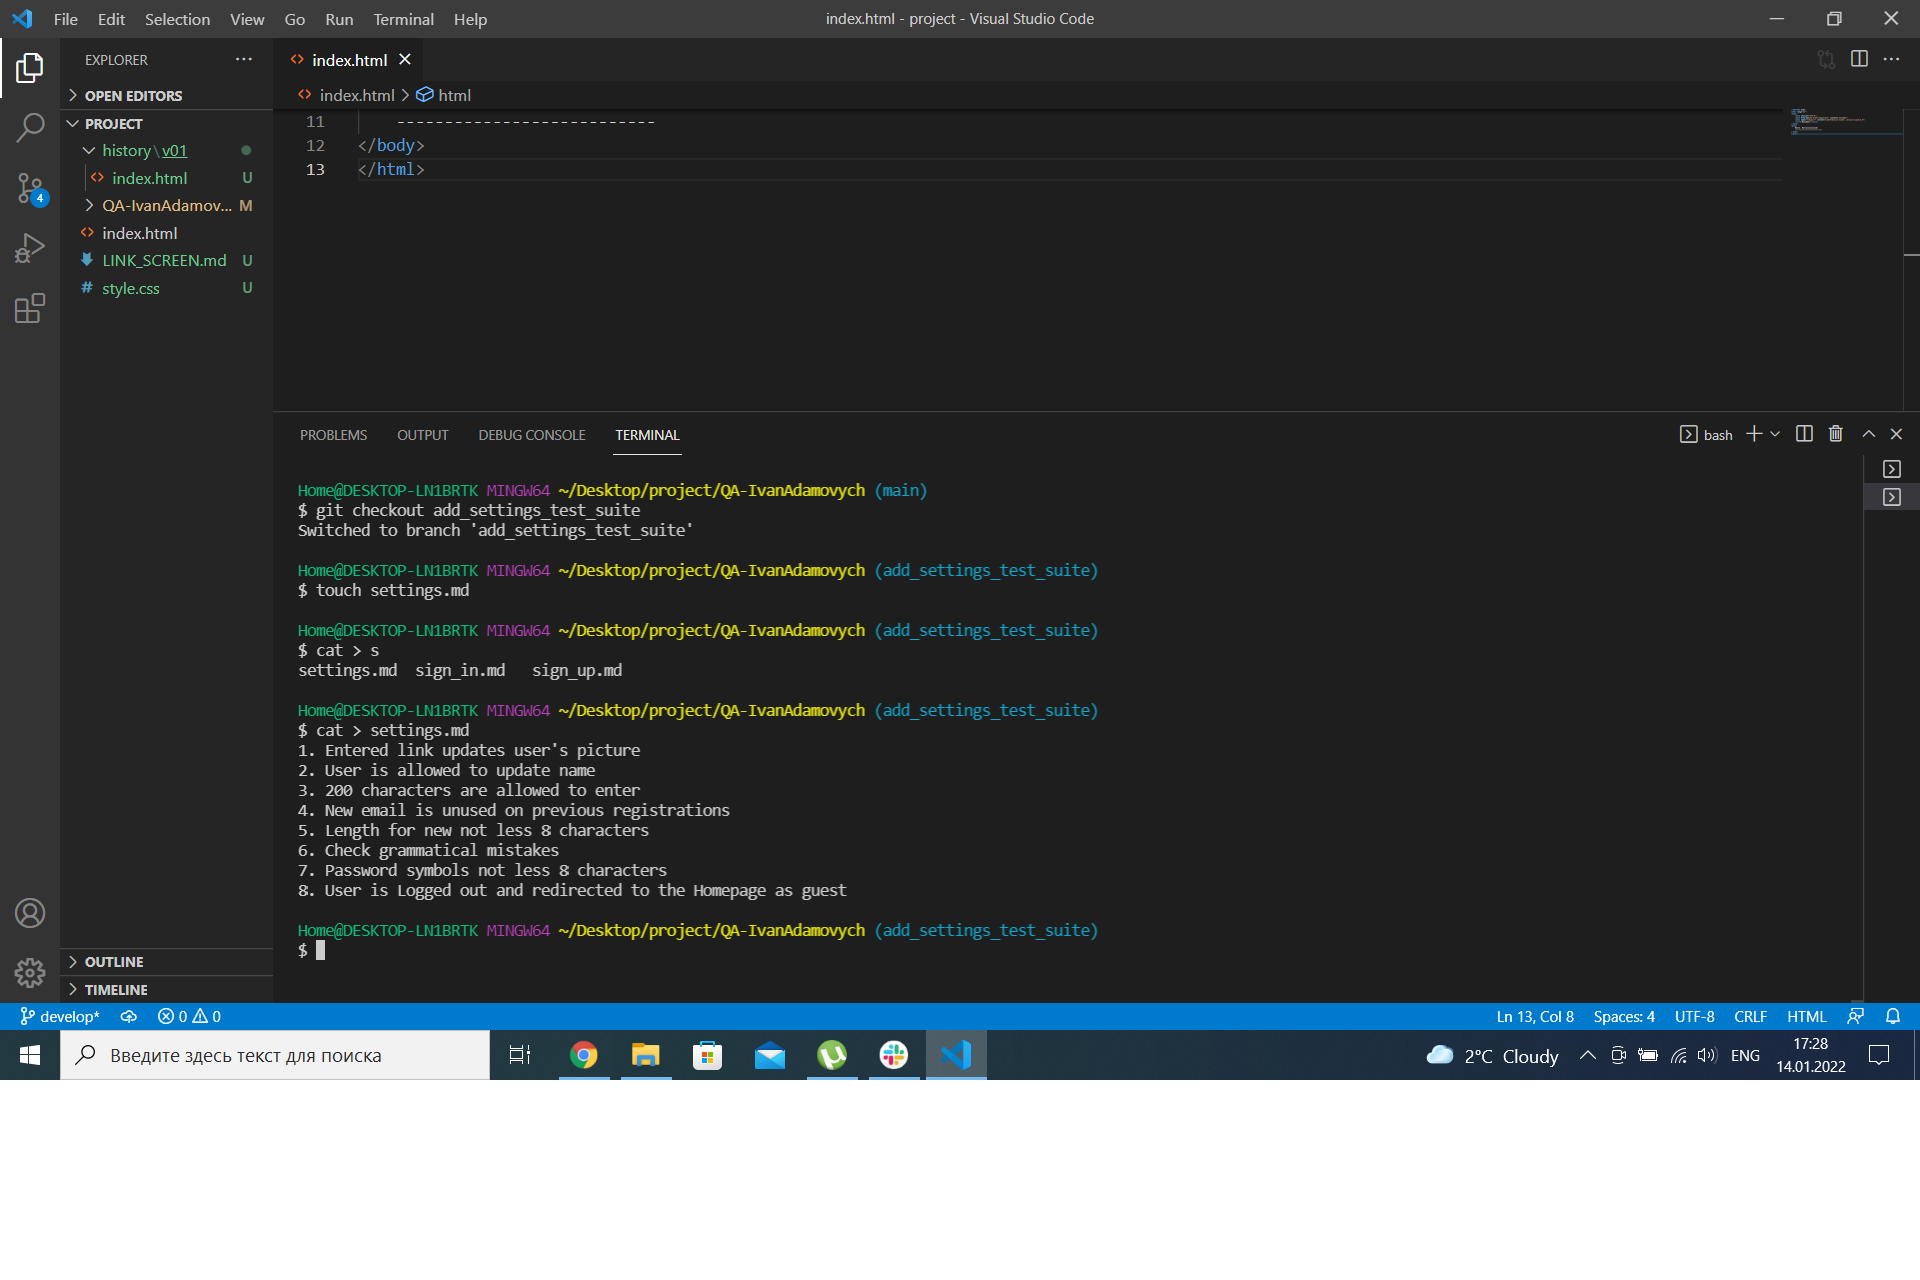 File Edit Selection View Go Run Terminal Help
index.html - project - Visual Studio Code
EXPLORER
OPEN EDITORS
PROJECT
history\v01
index.html U
QA-IvanAdamov... M
index.html
LINK_SCREEN.md U
style.css U
4
OUTLINE
TIMELINE
index.html
index.html > html
11 ---------------------------
12 </body>
13 </html>
PROBLEMS OUTPUT DEBUG CONSOLE TERMINAL
bash
Home@DESKTOP-LN1BRTK MINGW64 ~/Desktop/project/QA-IvanAdamovych (main)
$ git checkout add_settings_test_suite
Switched to branch 'add_settings_test_suite'
Home@DESKTOP-LN1BRTK MINGW64 ~/Desktop/project/QA-IvanAdamovych (add_settings_test_suite)
$ touch settings.md
Home@DESKTOP-LN1BRTK MINGW64 ~/Desktop/project/QA-IvanAdamovych (add_settings_test_suite)
$ cat > s
settings.md sign_in.md sign_up.md
Home@DESKTOP-LN1BRTK MINGW64 ~/Desktop/project/QA-IvanAdamovych (add_settings_test_suite)
$ cat > settings.md
1. Entered link updates user's picture
2. User is allowed to update name
3. 200 characters are allowed to enter
4. New email is unused on previous registrations
5. Length for new not less 8 characters
6. Check grammatical mistakes
7. Password symbols not less 8 characters
8. User is Logged out and redirected to the Homepage as guest
Home@DESKTOP-LN1BRTK MINGW64 ~/Desktop/project/QA-IvanAdamovych (add_settings_test_suite)
$
develop* 0 0
Ln 13, Col 8 Spaces: 4 UTF-8 CRLF HTML
Введите здесь текст для поиска
2°C Cloudy
ENG
17:28
14.01.2022